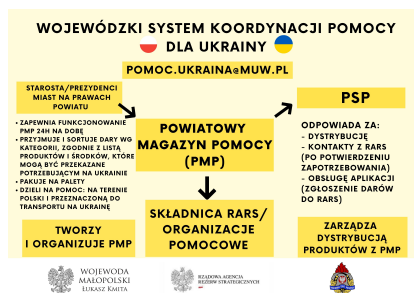 WOJEWÓDZKI SYSTEM KOORDYNACJI POMOCY
DLA UKRAINY
POMOC.UKRAINA@MUW.PL
STAROSTA/PREZYDENCI
MIAST NA PRAWACH
POWIATU
• ZAPEWNIA FUNKCJONOWANIE
PMP 24H NA DOBĘ
• PRZYJMUJE I SORTUJE DARY WG
KATEGORII, ZGODNIE Z LISTĄ
PRODUKTÓW I ŚRODKÓW, KTÓRE
MOGĄ BYĆ PRZEKAZANE
POTRZEBUJĄCYM NA UKRAINIE
• PAKUJE NA PALETY
• DZIELI NA POMOC: NA TERENIE
POLSKI I PRZEZNACZONĄ DO
TRANSPORTU NA UKRAINĘ
TWORZY
I ORGANIZUJE PMP
POWIATOWY
MAGAZYN POMOCY
(PMP)
SKŁADNICA RARS/
ORGANIZACJE
POMOCOWE
PSP
ODPOWIADA ZA:
- DYSTRYBUCJĘ
- KONTAKTY Z RARS
(PO POTWIERDZENIU
ZAPOTRZEBOWANIA)
- OBSŁUGĘ APLIKACJI
(ZGŁOSZENIE DARÓW
DO RARS)
ZARZĄDZA
DYSTRYBUCJĄ
PRODUKTÓW Z PMP
WOJEWODA
MAŁOPOLSKI
ŁUKASZ KMITA
RZĄDOWA AGENCJA
REZERW STRATEGICZNYCH